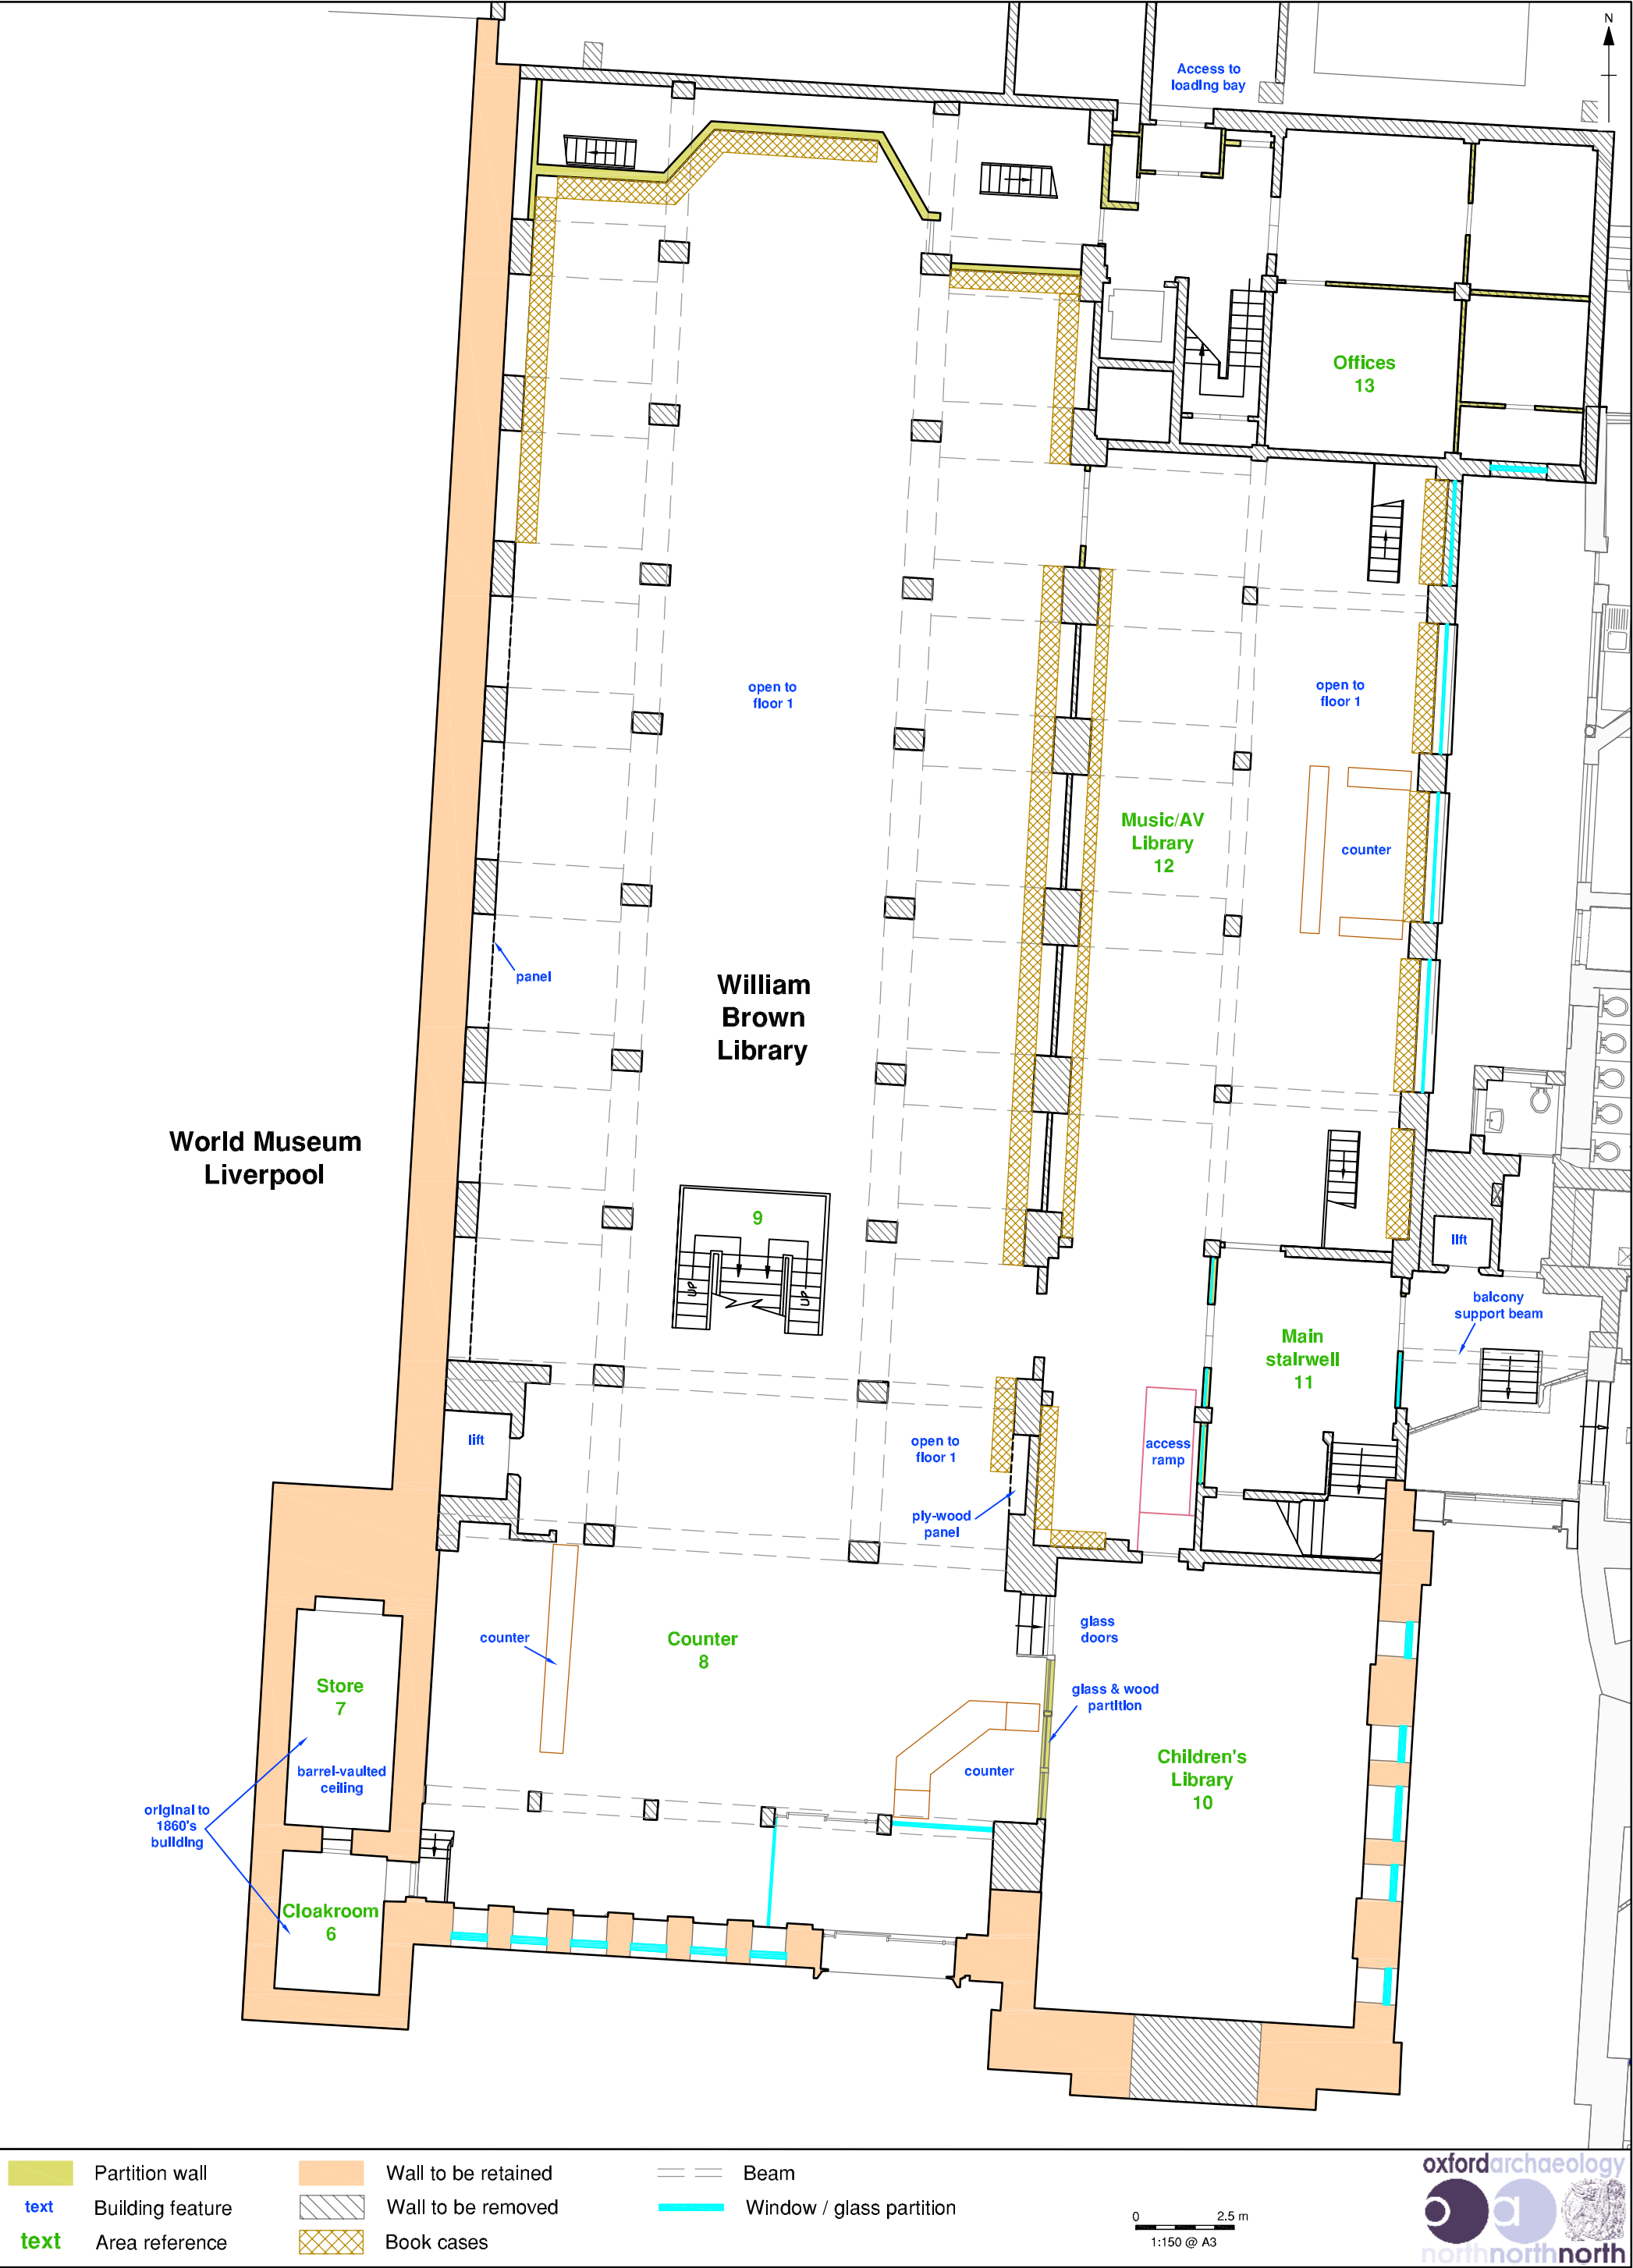 N
Access to
loading bay
Offices
13
open to
floor 1
open to
floor 1
Music/AV
Library
12
counter
panel
William
Brown
Library
World Museum
Liverpool
9
UP
UP
lift
balcony
support beam
Main
stairwell
11
lift
open to
floor 1
access
ramp
ply-wood
panel
counter
Counter
8
glass
doors
Store
7
glass & wood
partition
barrel-vaulted
ceiling
counter
Children's
Library
10
original to
1860's
building
Cloakroom
6
Partition wall
Wall to be retained
Beam
text Building feature
Wall to be removed
Window / glass partition
text Area reference
Book cases
0 2.5 m
1:150 @ A3
oxfordarchaeology
oa
northnorthnorth